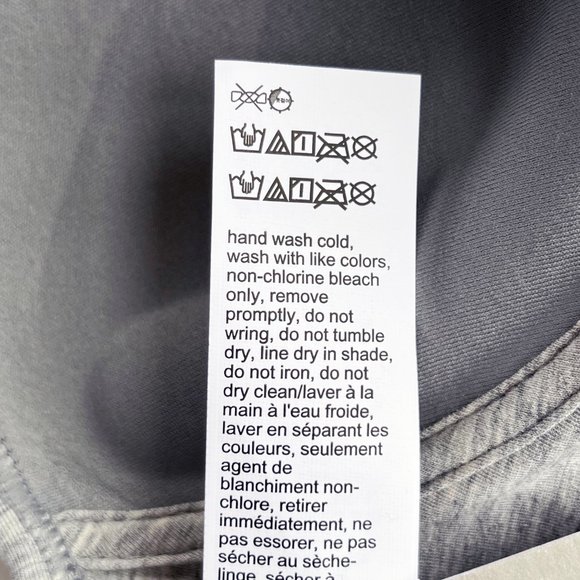 hand wash cold,
wash with like colors,
non-chlorine bleach
only, remove
promptly, do not
wring, do not tumble
dry, line dry in shade,
do not iron, do not
dry clean/laver à la
main à l'eau froide,
laver en séparant les
couleurs, seulement
agent de
blanchiment non-
chlore, retirer
immédiatement, ne
pas essorer, ne pas
sécher au sèche-
linge, sécher à